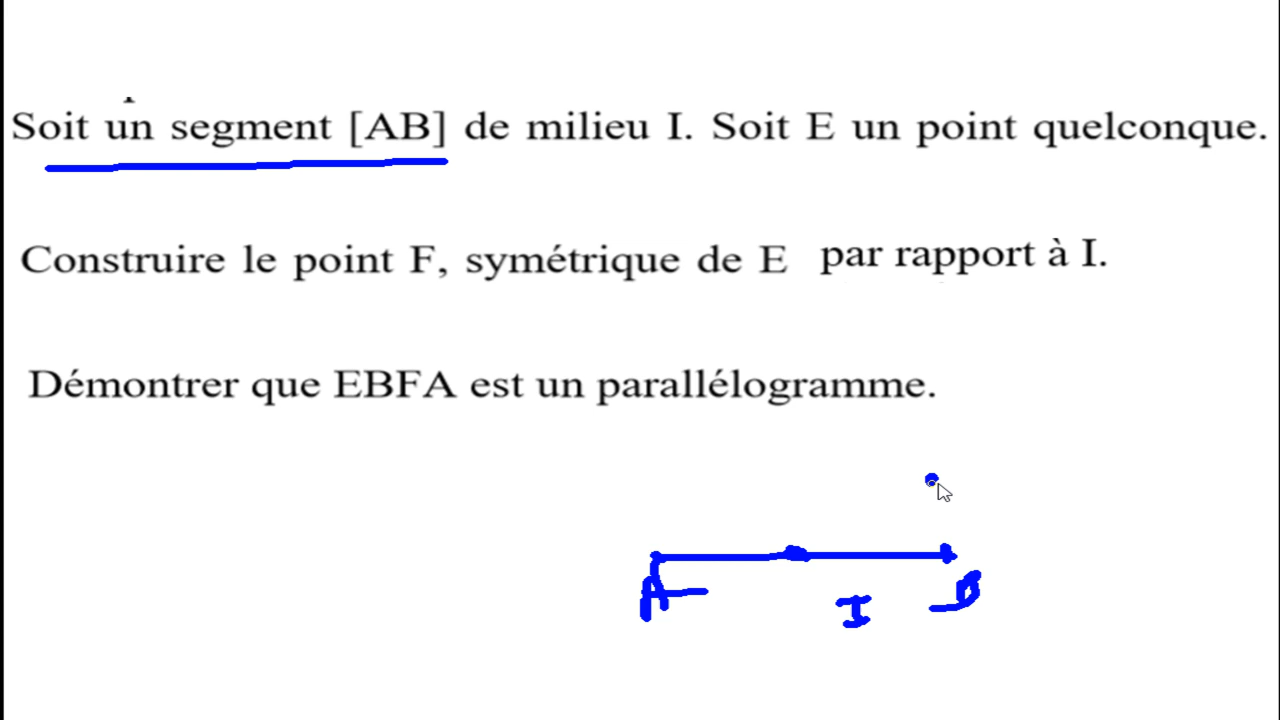 Soit un segment [AB] de milieu I. Soit E un point quelconque.
Construire le point F, symétrique de E par rapport à I.
Démontrer que EBFA est un parallélogramme.
A I B